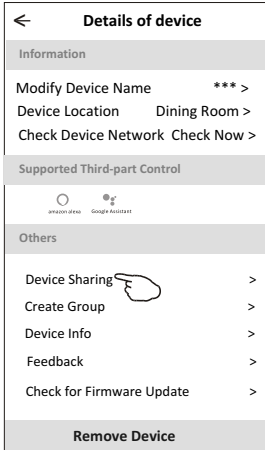 ← Details of device
Information
Modify Device Name *** >
Device Location Dining Room >
Check Device Network Check Now >
Supported Third-part Control
amazon alexa Google Assistant
Others
Device Sharing >
Create Group >
Device Info >
Feedback >
Check for Firmware Update >
Remove Device